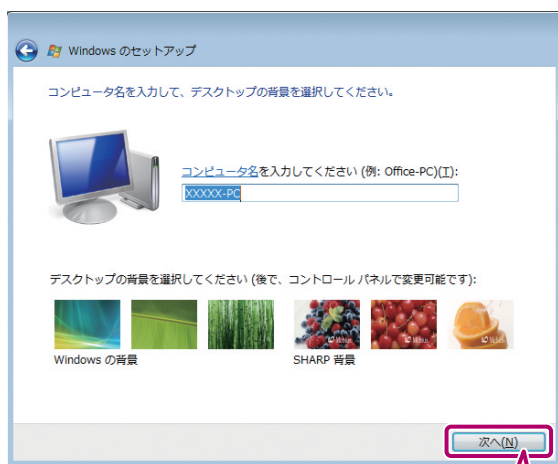 Windows のセットアップ
コンピュータ名を入力して、デスクトップの背景を選択してください。
コンピュータ名を入力してください (例: Office-PC)(T):
XXXXX-PC
デスクトップの背景を選択してください (後で、コントロール パネルで変更可能です):
Mebius Mebius Mebius
Windows の背景 SHARP 背景
次へ(N)